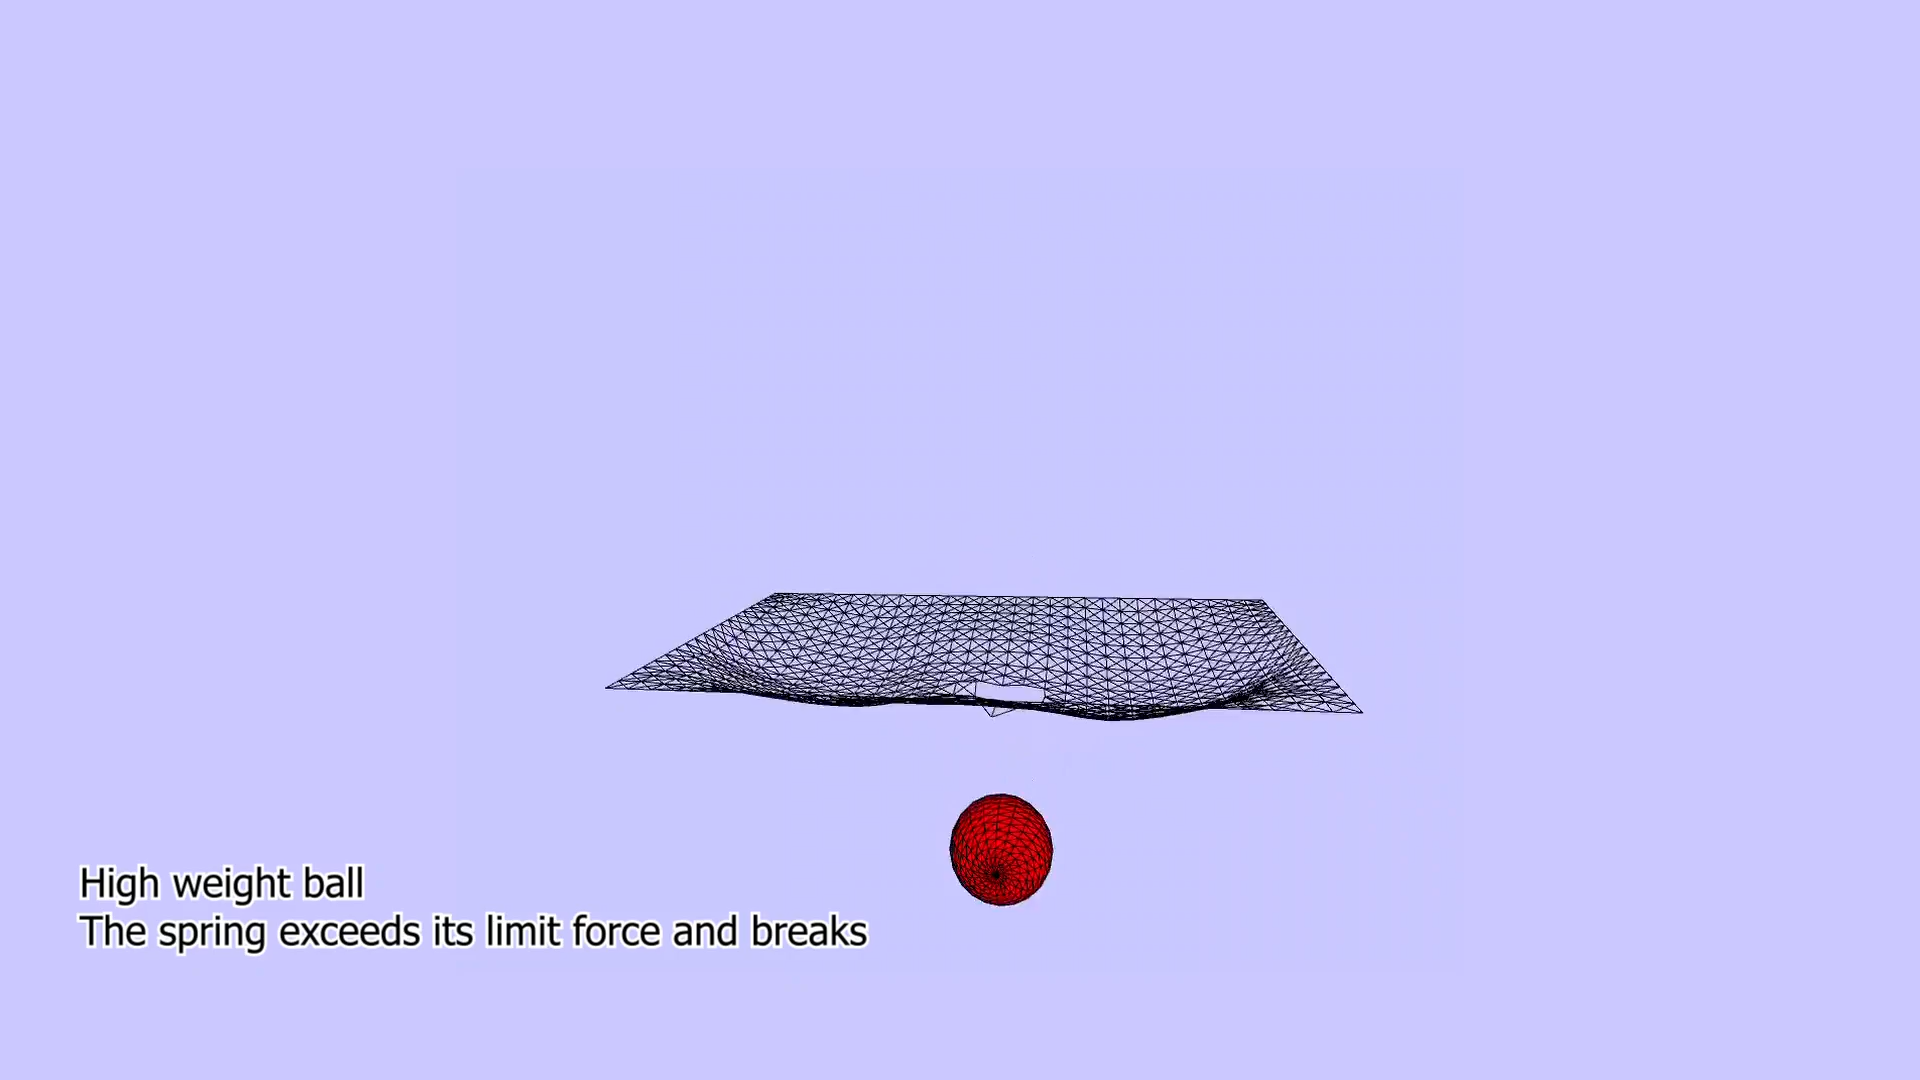 High weight ball
The spring exceeds its limit force and breaks